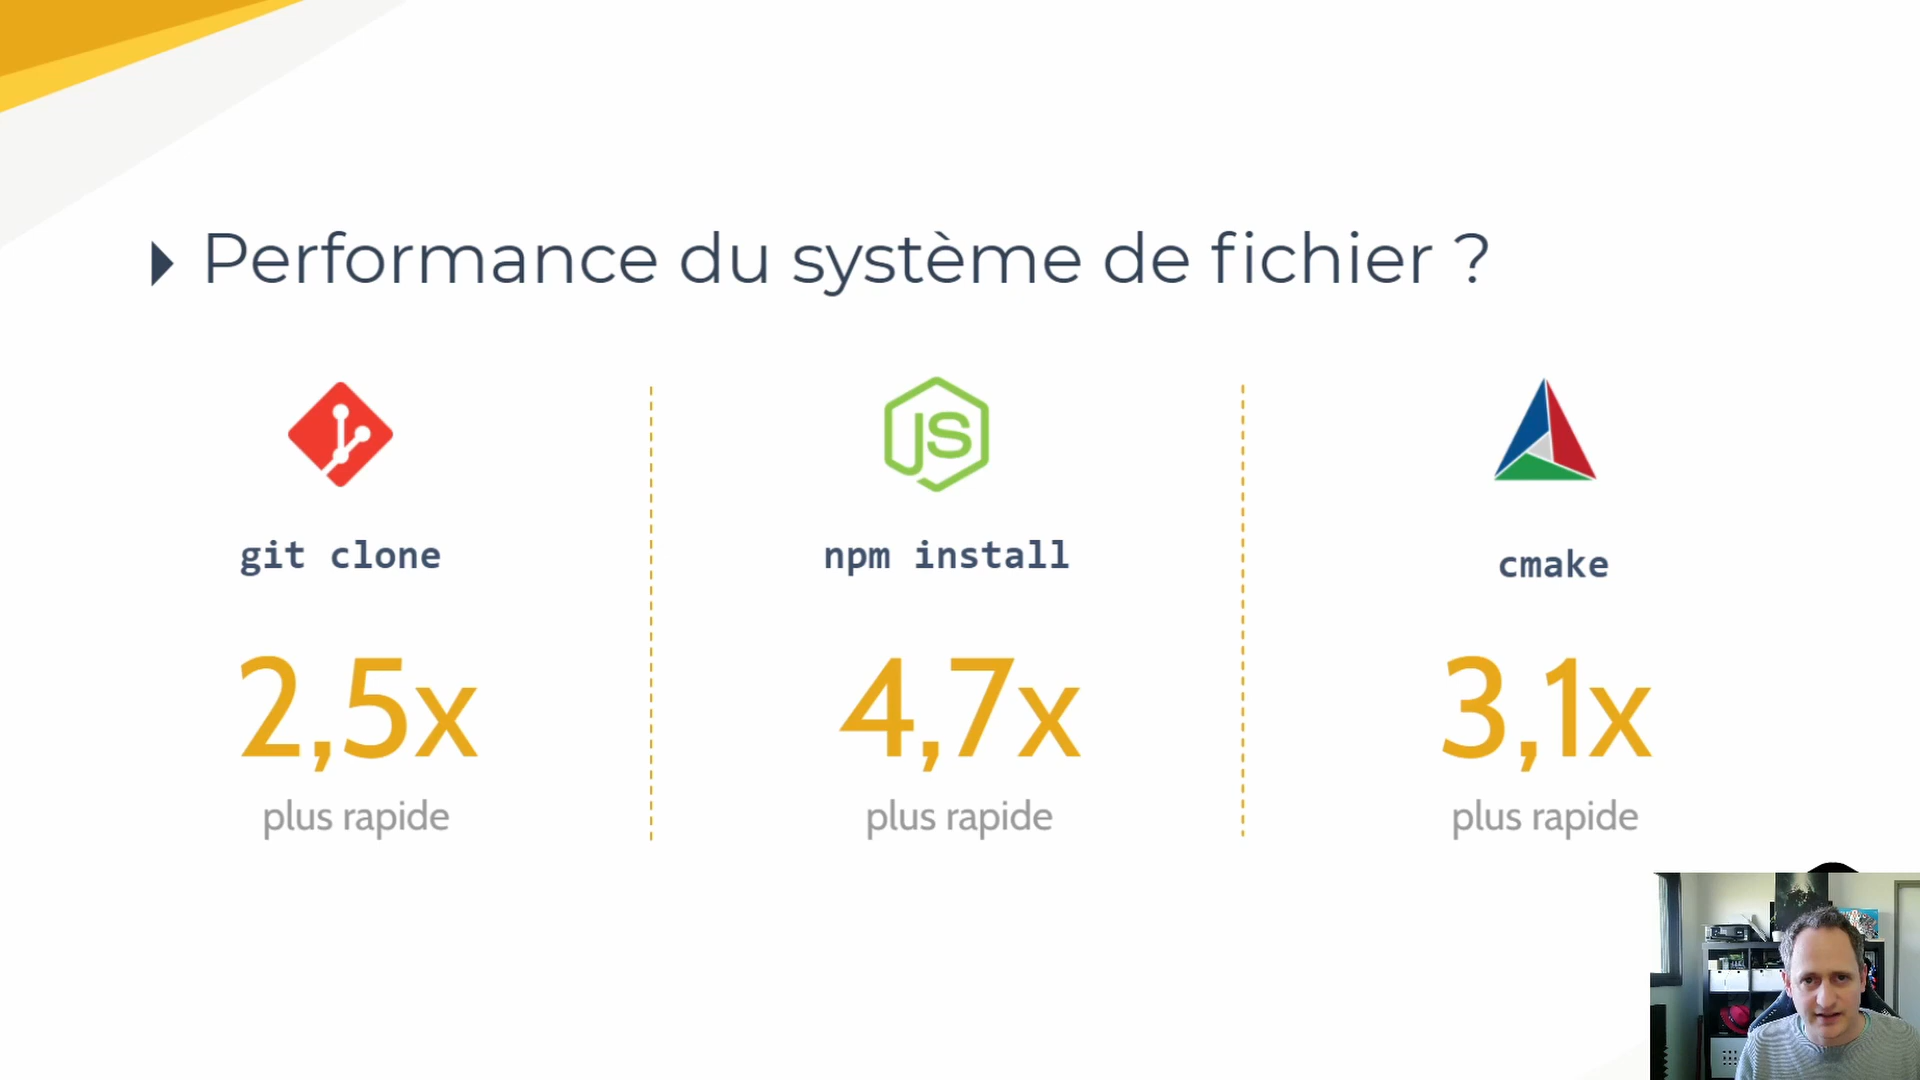 Performance du système de fichier ?
JS
git clone
npm install
cmake
2,5x
4,7x
3,1x
plus rapide
plus rapide
plus rapide